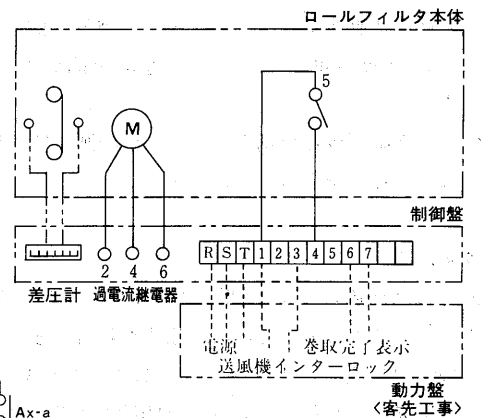 ロールフィルタ本体
5
M
制御盤
R S T 1 2 3 4 5 6 7
2 4 6
差圧計 過電流継電器
電源 巻取完了表示
送風機インターロック
動力盤
<客先工事>
Ax-a